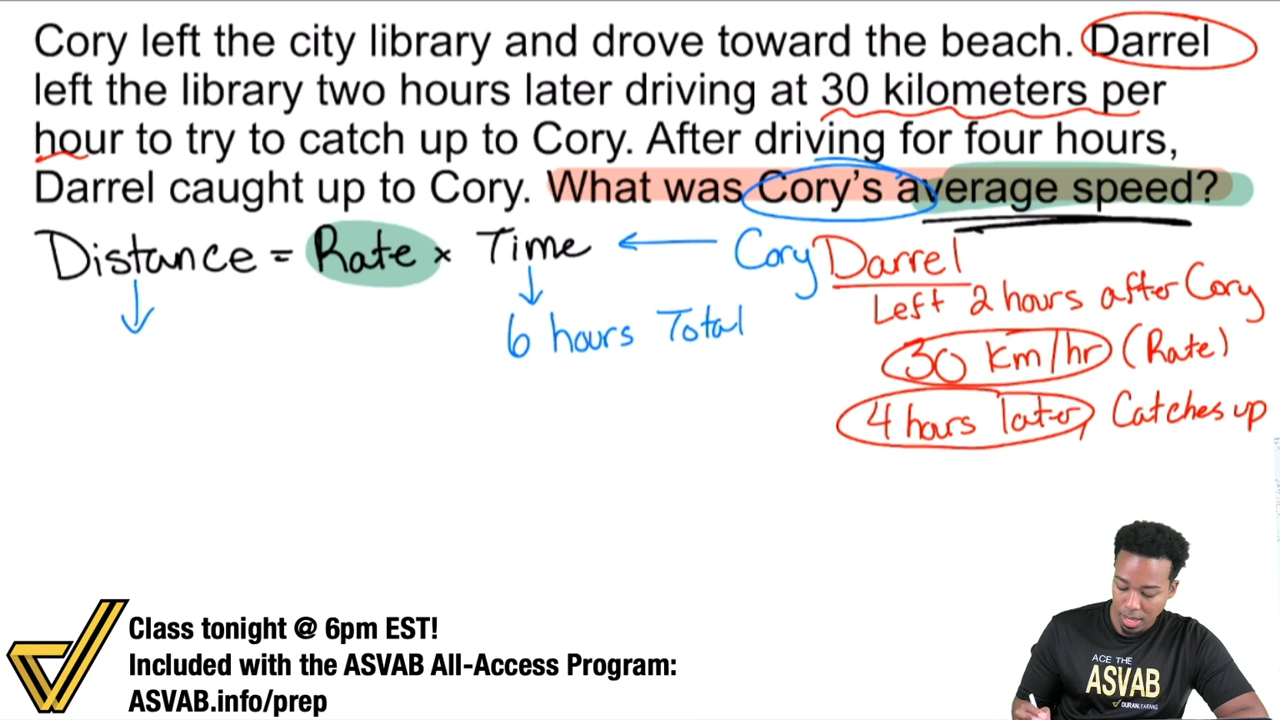 Cory left the city library and drove toward the beach. Darrel
left the library two hours later driving at 30 kilometers per
hour to try to catch up to Cory. After driving for four hours,
Darrel caught up to Cory. What was Cory's average speed?
Distance = Rate × Time ← Cory
Darrel
Left 2 hours after Cory
6 hours Total
30 km/hr (Rate)
4 hours later, Catches up
Class tonight @ 6pm EST!
Included with the ASVAB All-Access Program:
ASVAB.info/prep
ACE THE
ASVAB